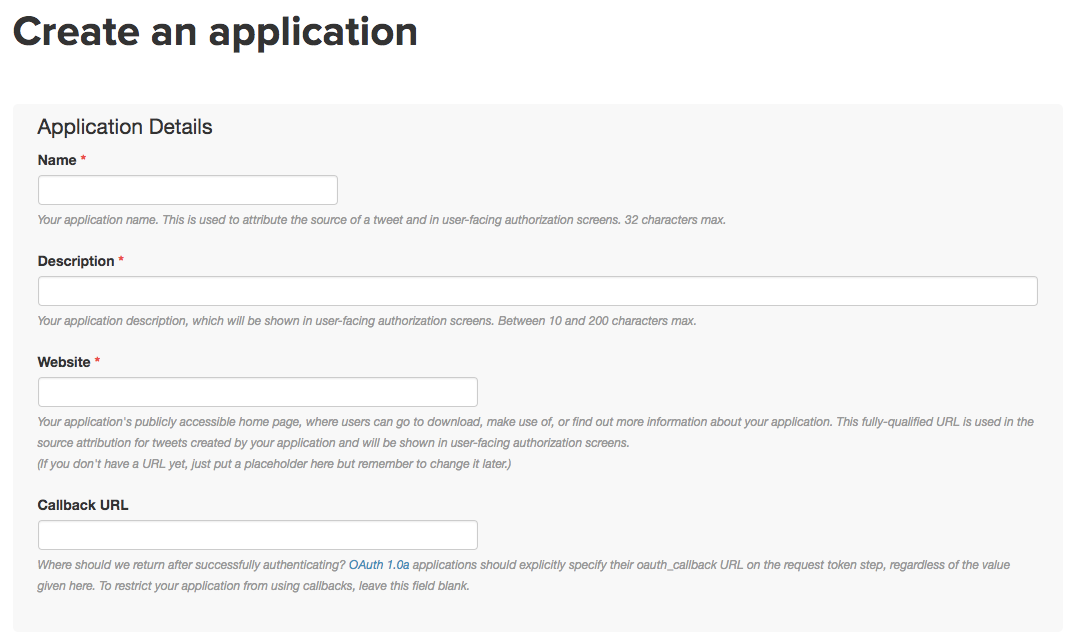 Create an application
Application Details
Name *
Your application name. This is used to attribute the source of a tweet and in user-facing authorization screens. 32 characters max.
Description *
Your application description, which will be shown in user-facing authorization screens. Between 10 and 200 characters max.
Website *
Your application's publicly accessible home page, where users can go to download, make use of, or find out more information about your application. This fully-qualified URL is used in the
source attribution for tweets created by your application and will be shown in user-facing authorization screens.
(If you don't have a URL yet, just put a placeholder here but remember to change it later.)
Callback URL
Where should we return after successfully authenticating? OAuth 1.0a applications should explicitly specify their oauth_callback URL on the request token step, regardless of the value
given here. To restrict your application from using callbacks, leave this field blank.